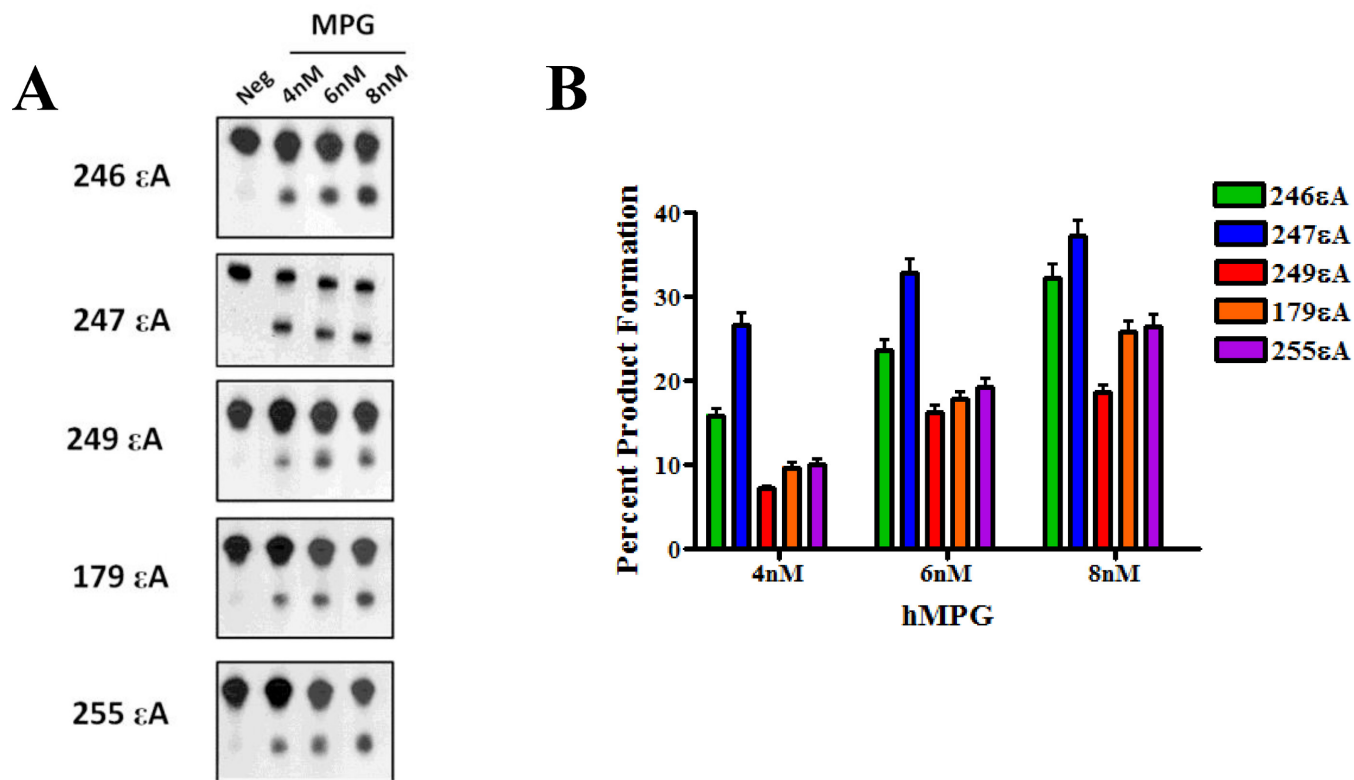 A
MPG
Neg 4nM 6nM 8nM
246 εA
247 εA
249 εA
179 εA
255 εA
B
Percent Product Formation
40
30
20
10
0
4nM 6nM 8nM
hMPG
246εA
247εA
249εA
179εA
255εA